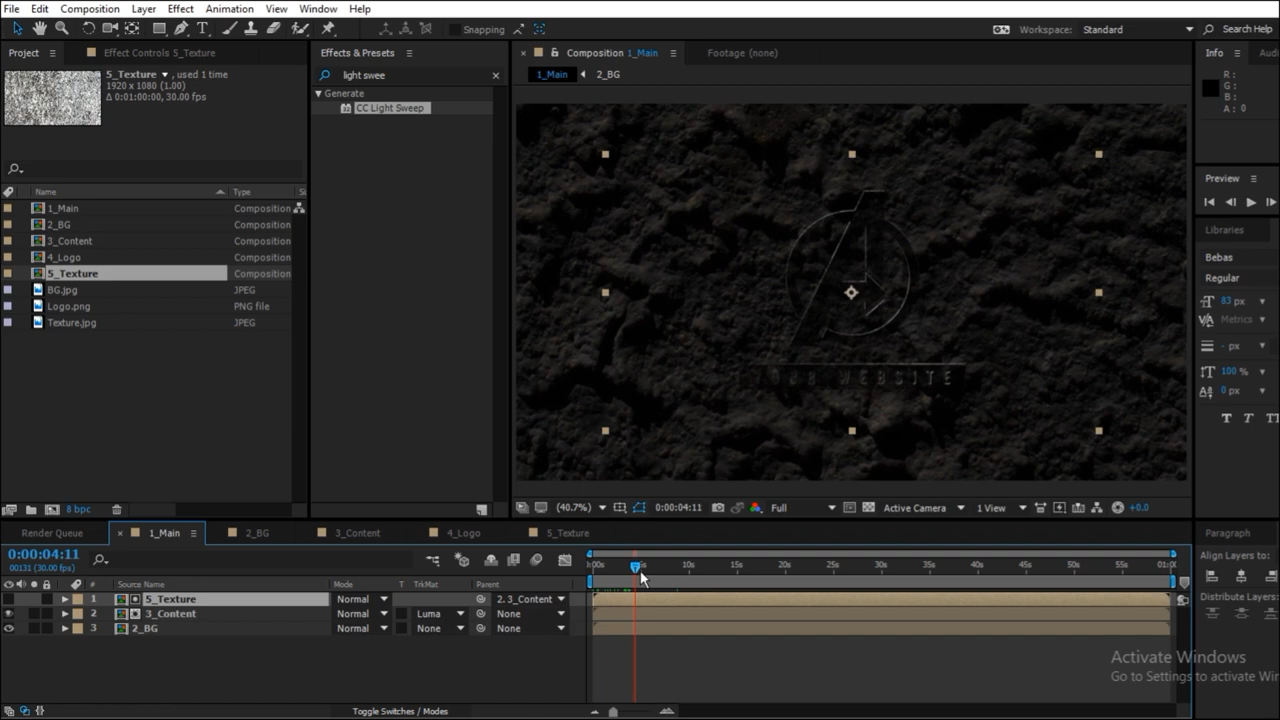 File Edit Composition Layer Effect Animation View Window Help
Snapping
Workspace: Standard
Search Help
Project
Effect Controls 5_Texture
5_Texture ▼, used 1 time
1920 x 1080 (1.00)
Δ 0:01:00:00, 30.00 fps
Name Type
1_Main Composition
2_BG Composition
3_Content Composition
4_Logo Composition
5_Texture Composition
BG.jpg JPEG
Logo.png PNG file
Texture.jpg JPEG
8 bpc
Effects & Presets
light swee
Generate
CC Light Sweep
Composition 1_Main
Footage (none)
1_Main 2_BG
WEBSITE
(40.7%) 0:00:04:11 Full Active Camera 1 View +0.0
Info
R :
G :
B :
A : 0
Preview
Libraries
Bebas
Regular
83 px
Metrics
- px
100 %
0 px
Paragraph
Align Layers to:
Distribute Layers:
Render Queue 1_Main 2_BG 3_Content 4_Logo 5_Texture
0:00:04:11
00131 (30.00 fps)
# Source Name Mode T TrkMat Parent
1 5_Texture Normal 2. 3_Content
2 3_Content Normal Luma None
3 2_BG Normal None None
10s 15s 20s 25s 30s 35s 40s 45s 50s 55s
Toggle Switches / Modes
Activate Windows
Go to Settings to activate Win